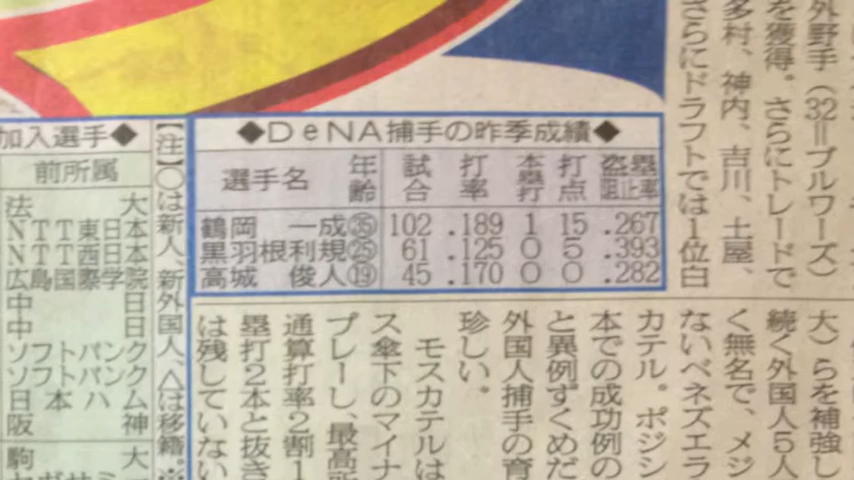 外野手(32=ブルワーズ)
を獲得。さらにトレードで
多村、神内、吉川、土屋、
さらにドラフトでは1位白
◆DeNA捕手の昨季成績◆
選手名 年齢 試合 打率 本塁打 打点 盗塁阻止率
鶴岡 一成㉟ 102 .189 1 15 .267
黒羽根利規㉕ 61 .125 0 5 .393
高城 俊人⑲ 45 .170 0 0 .282
【注】○は新人、新外国人、△は移籍。※
加入選手◆
前所属
法大
NTT東日本
NTT西日本
広島国際学院
中日
中日
ソフトバンク
ソフトバンク
日本ハム
阪神
駒大
大)らを補強し
続く外国人5人
く無名で、メジ
ないベネズエラ
カテル。ポジシ
本での成功例の
と異例ずくめだ
外国人捕手の育
珍しい。
モスカテルは
ス傘下のマイナ
プレーし、最高所
通算打率2割1
塁打2本と抜き
は残していない